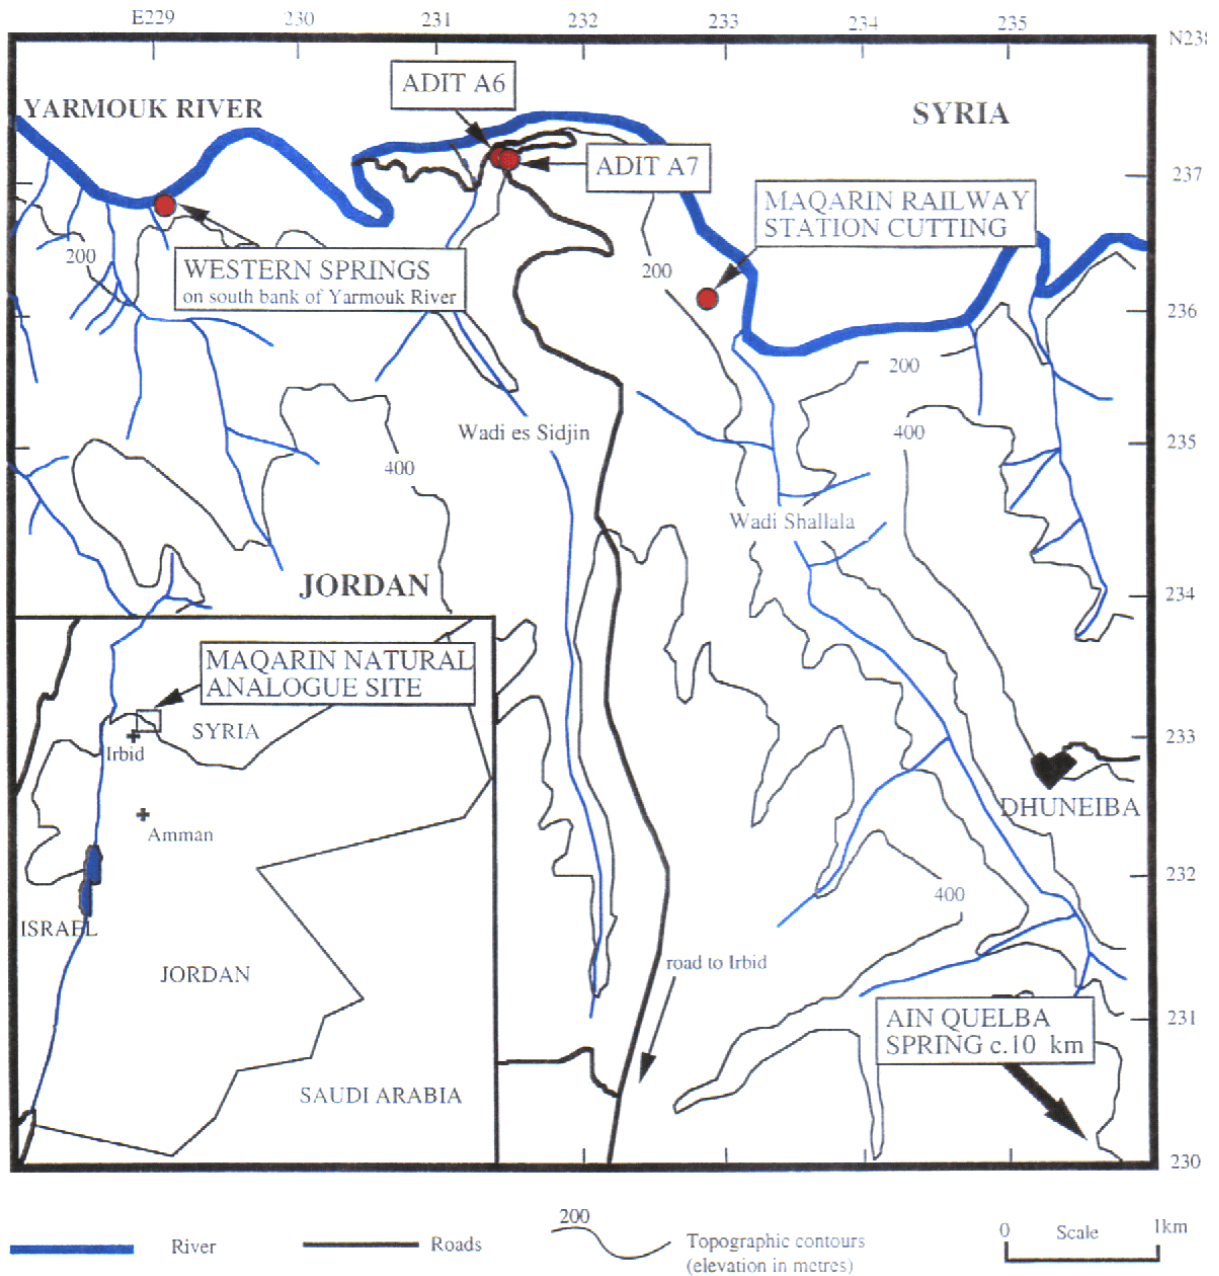 E229 230 231 232 233 234 235
N238
ADIT A6
YARMOUK RIVER
SYRIA
ADIT A7
237
MAQARIN RAILWAY
STATION CUTTING
200
WESTERN SPRINGS
on south bank of Yarmouk River
200
236
200
Wadi es Sidjin
400
235
400
Wadi Shallala
JORDAN
234
MAQARIN NATURAL
ANALOGUE SITE
SYRIA
Irbid
233
DHUNEIBA
Amman
232
400
ISRAEL
JORDAN
road to Irbid
AIN QUELBA
SPRING c.10 km
231
SAUDI ARABIA
230
River
Roads
200
Topographic contours
(elevation in metres)
0 Scale 1km